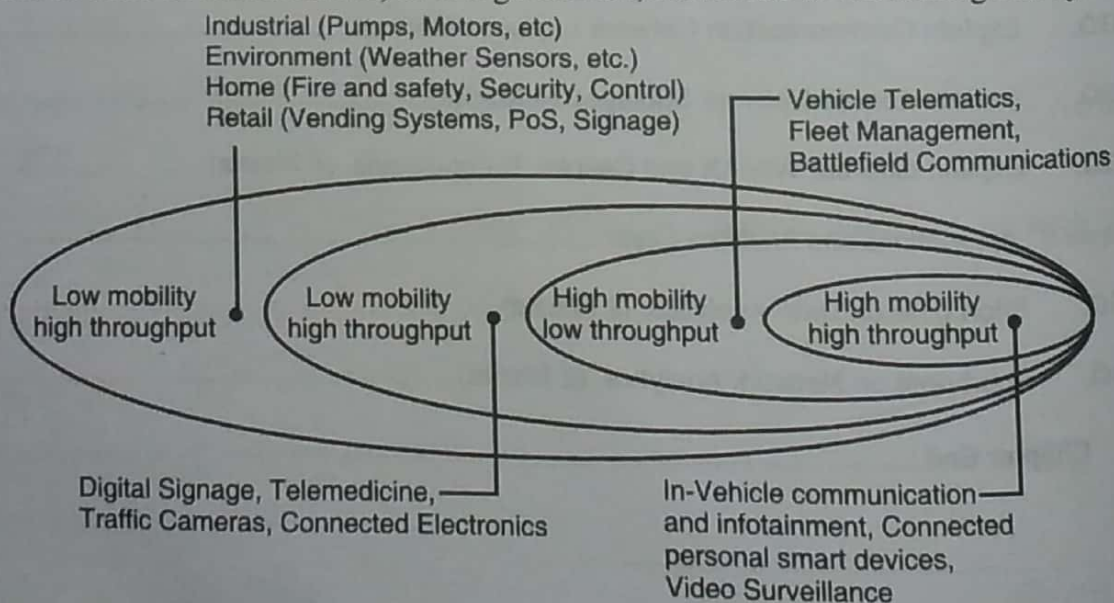 Industrial (Pumps, Motors, etc)
Environment (Weather Sensors, etc.)
Home (Fire and safety, Security, Control)
Retail (Vending Systems, PoS, Signage)
Vehicle Telematics,
Fleet Management,
Battlefield Communications
Low mobility
high throughput
Low mobility
high throughput
High mobility
low throughput
High mobility
high throughput
Digital Signage, Telemedicine,
Traffic Cameras, Connected Electronics
In-Vehicle communication
and infotainment, Connected
personal smart devices,
Video Surveillance